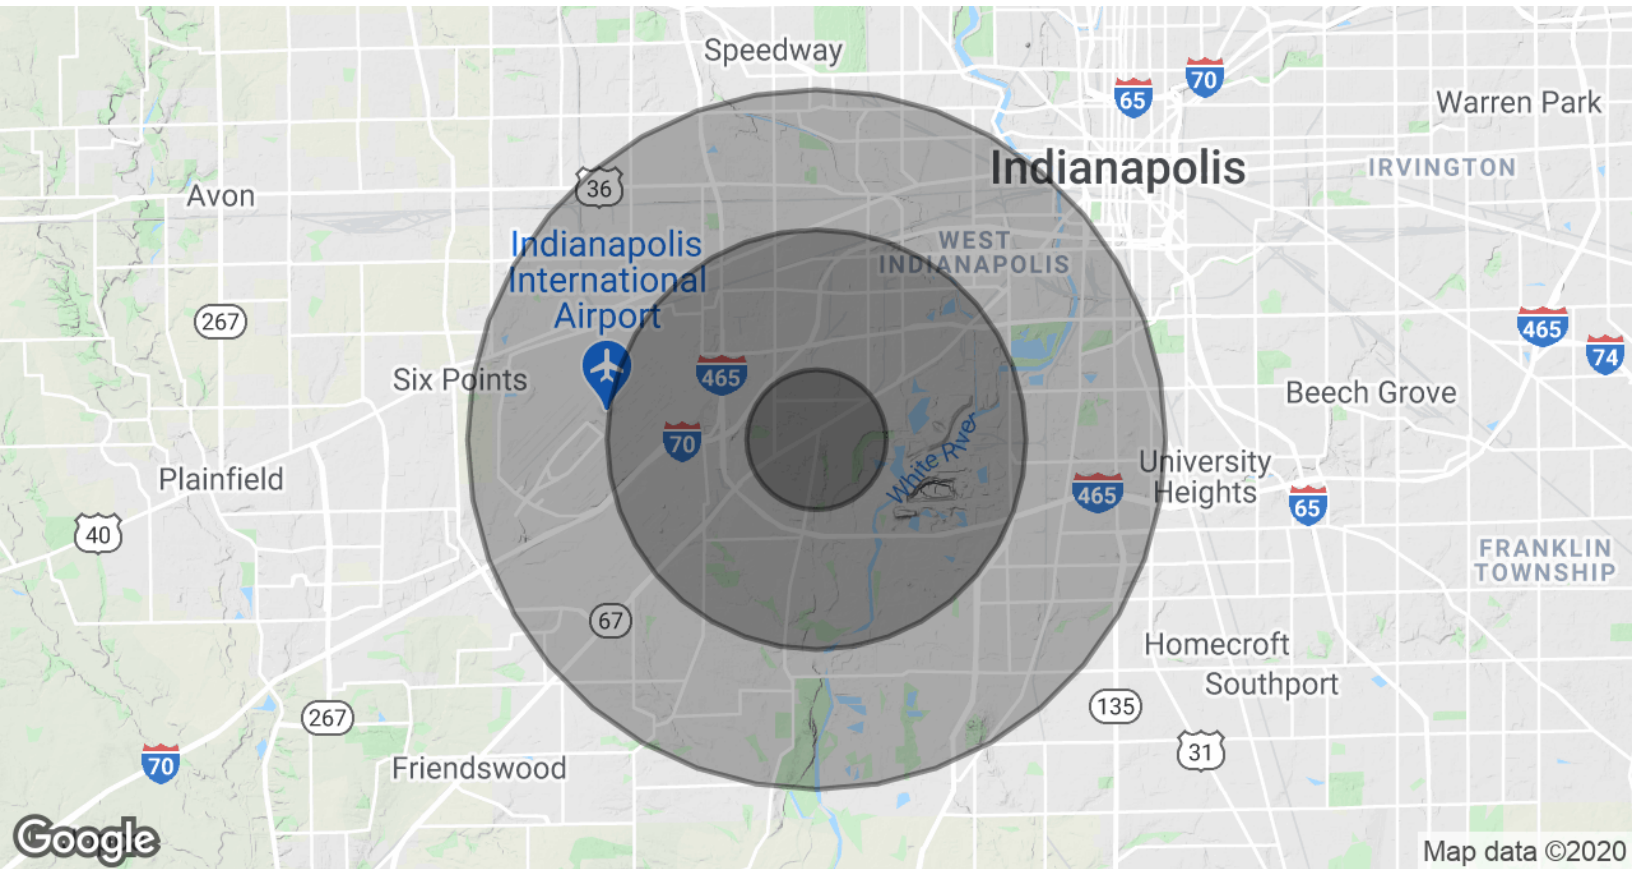 Speedway
70
65
Warren Park
Indianapolis
IRVINGTON
36
Avon
WEST
INDIANAPOLIS
Indianapolis
International
Airport
267
465
74
465
Six Points
Beech Grove
70
White River
University
Heights
Plainfield
465
65
40
FRANKLIN
TOWNSHIP
67
Homecroft
Southport
267
135
31
70
Friendswood
Google
Map data ©2020